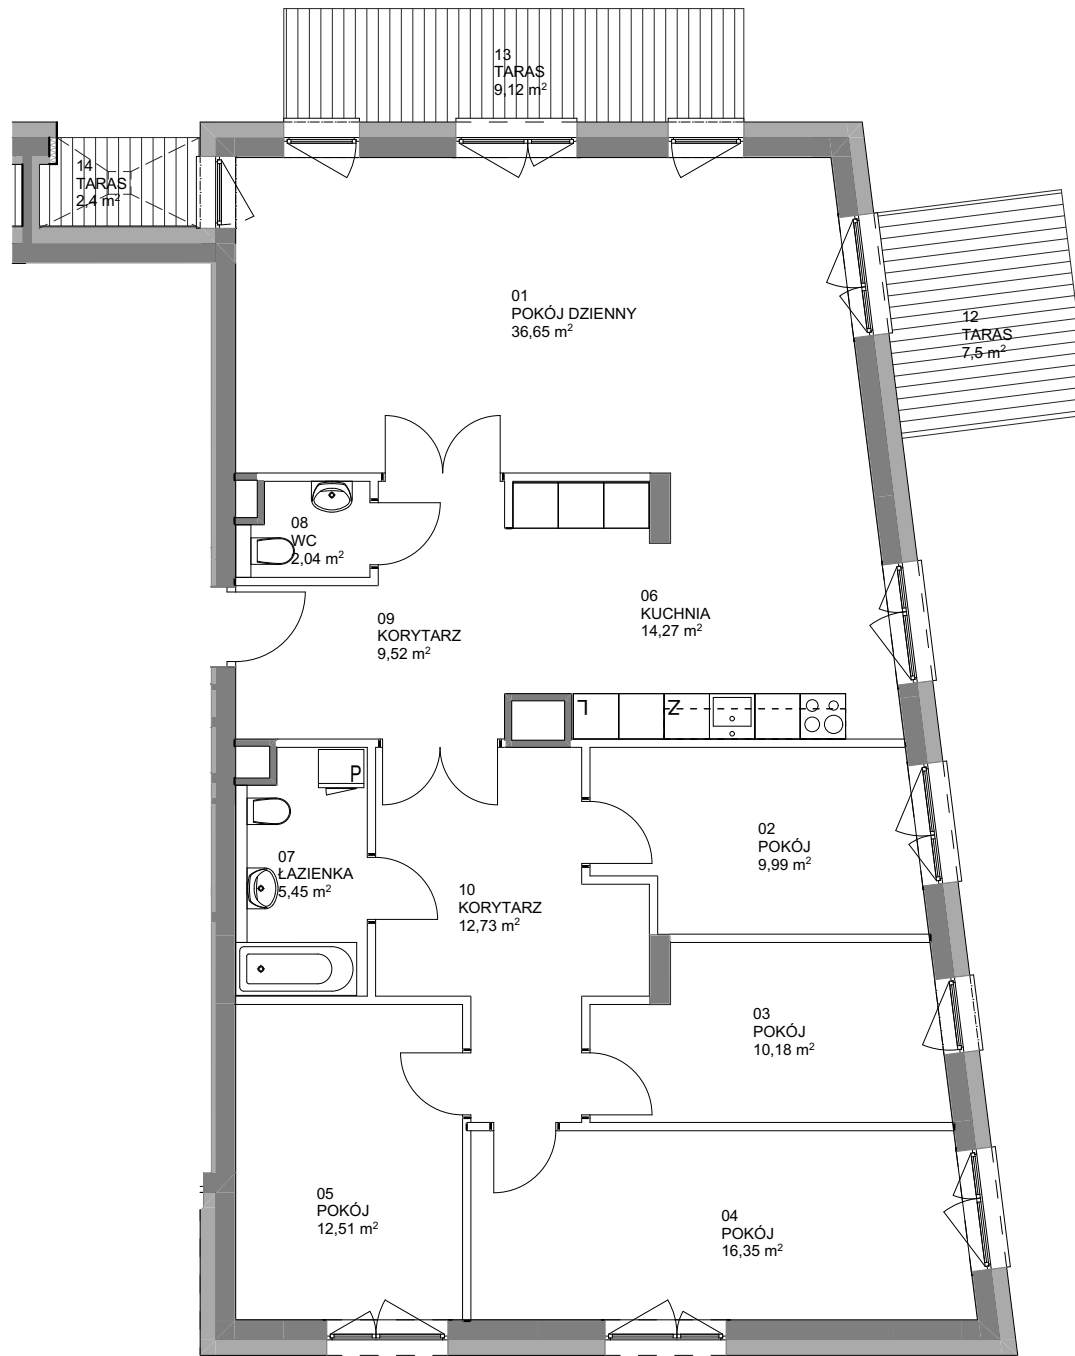 13
TARAS
9,12 m²
14
TARAS
2,4 m²
01
POKÓJ DZIENNY
36,65 m²
12
TARAS
7,5 m²
08
WC
2,04 m²
09
KORYTARZ
9,52 m²
06
KUCHNIA
14,27 m²
L
Z
P
07
ŁAZIENKA
5,45 m²
02
POKÓJ
9,99 m²
10
KORYTARZ
12,73 m²
03
POKÓJ
10,18 m²
05
POKÓJ
12,51 m²
04
POKÓJ
16,35 m²